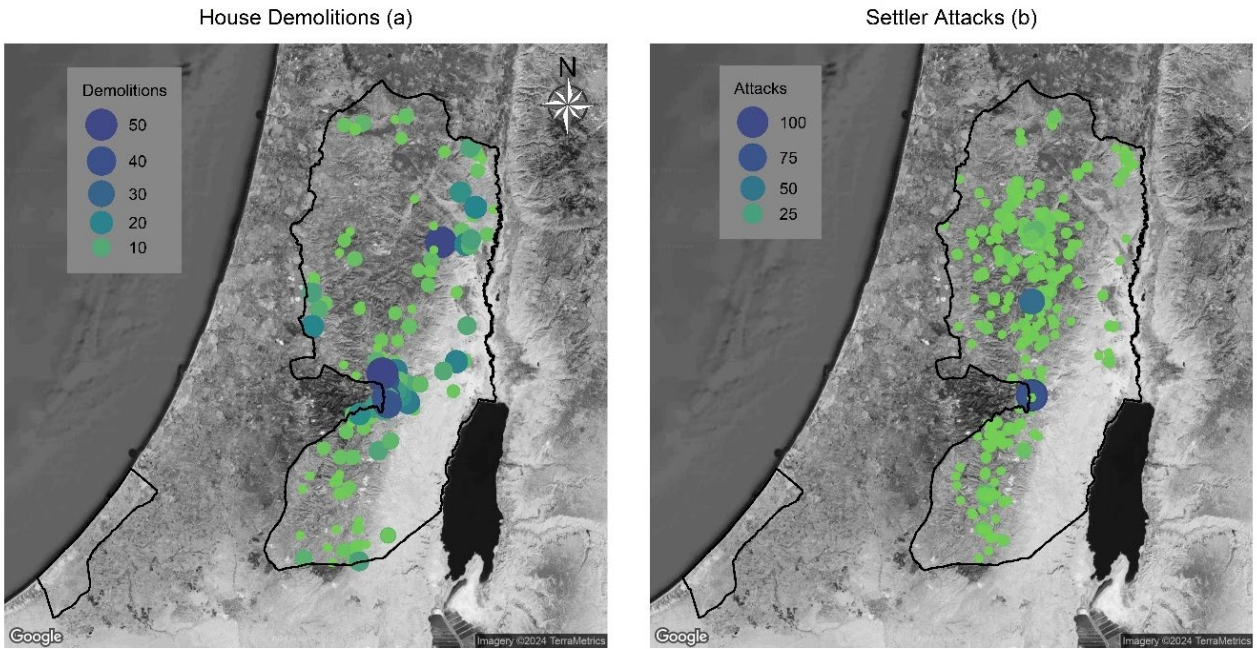 House Demolitions (a)
Demolitions
50
40
30
20
10
N
Google
Imagery ©2024 TerraMetrics
Settler Attacks (b)
Attacks
100
75
50
25
Google
Imagery ©2024 TerraMetrics